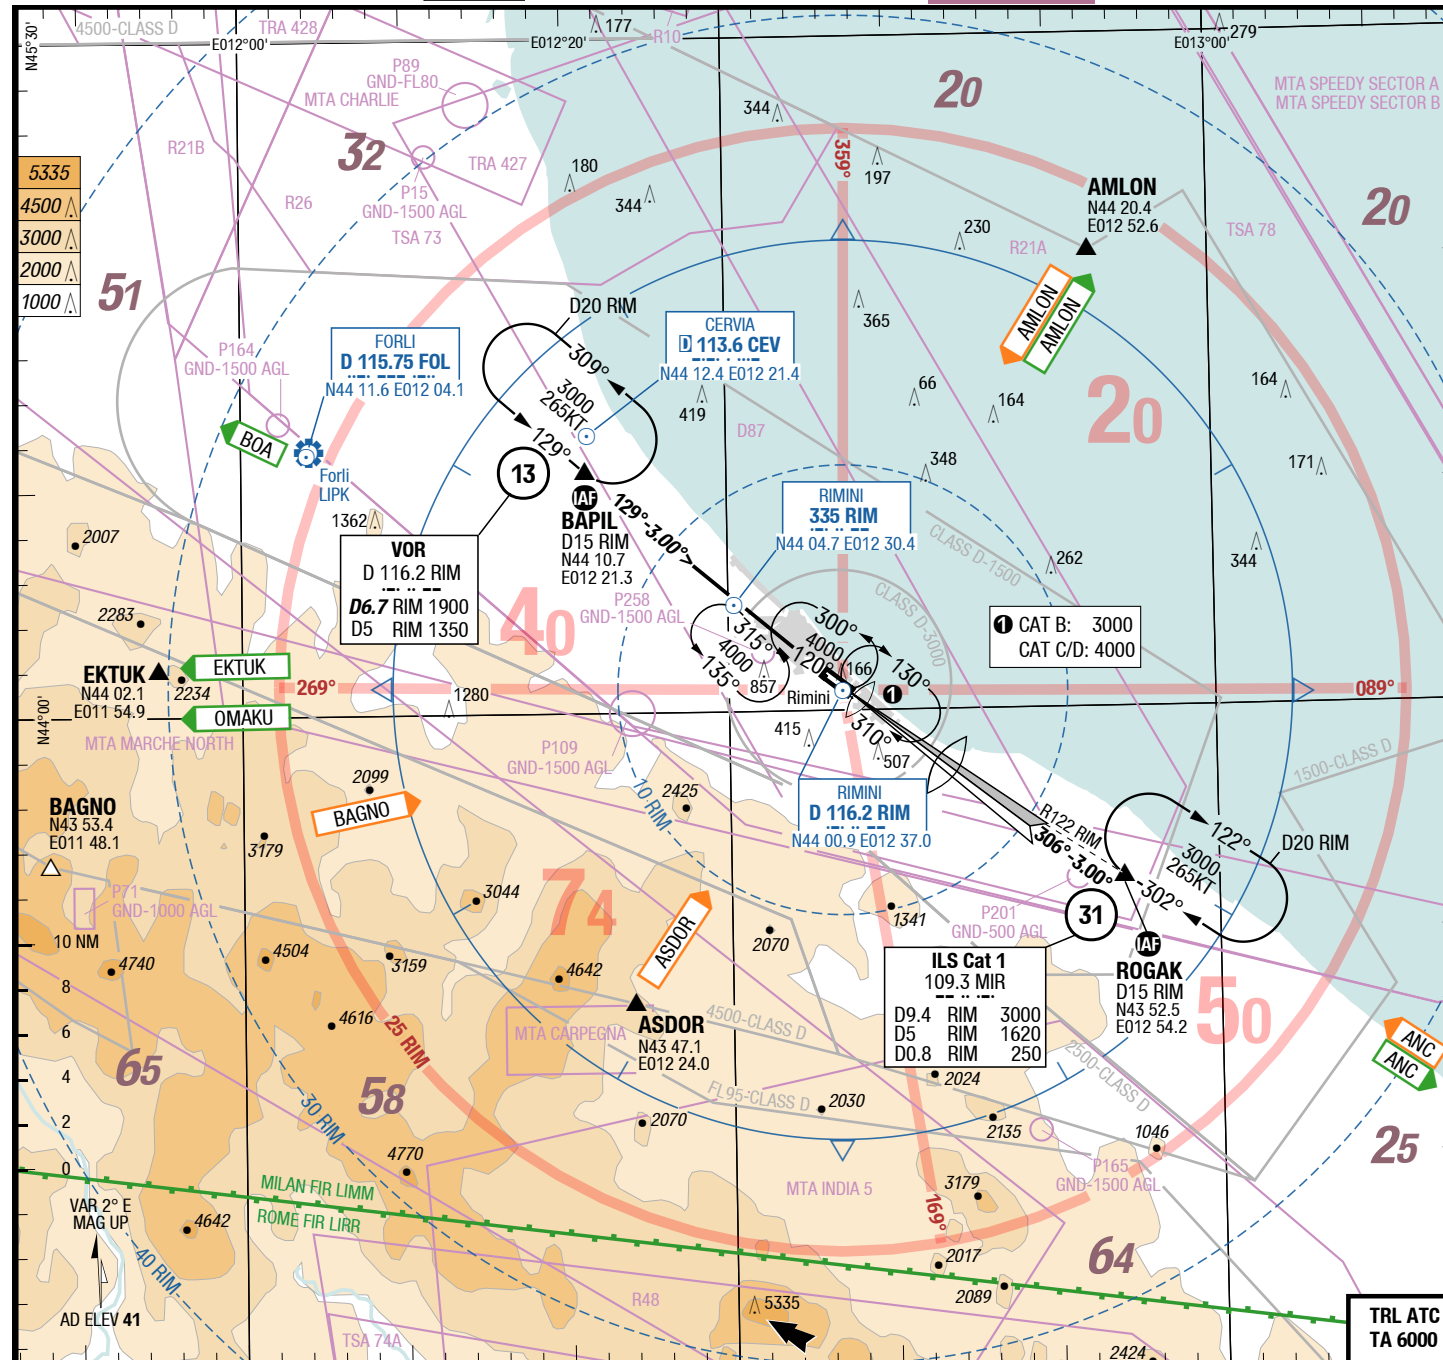 4500-CLASS D
TRA 428
177
R10
279
N45°30'
E012°00'
E012°20'
E013°00'
P89
GND-FL80
MTA CHARLIE
MTA SPEEDY SECTOR A
MTA SPEEDY SECTOR B
20
344
32
R21B
TRA 427
359°
5335
4500
3000
2000
1000
180
344
197
AMLON
N44 20.4
E012 52.6
P15
GND-1500 AGL
TSA 73
R26
20
TSA 78
230
R21A
51
D20 RIM
365
AMLON
AMLON
CERVIA
D 113.6 CEV
N44 12.4 E012 21.4
FORLI
D 115.75 FOL
N44 11.6 E012 04.1
P164
GND-1500 AGL
309°
3000
265KT
129°
66
164
164
20
419
D87
BOA
Forli
LIPK
13
348
171
IAF
BAPIL
D15 RIM
N44 10.7
E012 21.3
129°-3.00°>
RIMINI
335 RIM
N44 04.7 E012 30.4
1362
2007
VOR
D 116.2 RIM
D6.7 RIM 1900
D5 RIM 1350
CLASS D-1500
262
344
P258
GND-1500 AGL
40
CLASS D-3000
2283
1 CAT B: 3000
CAT C/D: 4000
300°
4000
120°
130°
315°
4000
135°
166
857
Rimini
1
310°
EKTUK
N44 02.1
E011 54.9
2234
EKTUK
OMAKU
269°
1280
089°
N44°00'
MTA MARCHE NORTH
415
507
P109
GND-1500 AGL
1500-CLASS D
2099
BAGNO
BAGNO
N43 53.4
E011 48.1
3179
2425
10 RIM
RIMINI
D 116.2 RIM
N44 00.9 E012 37.0
R122 RIM
306°-3.00°
122°
3000
265KT
302°
D20 RIM
P71
GND-1000 AGL
3044
74
1341
P201
GND-500 AGL
31
IAF
ROGAK
D15 RIM
N43 52.5
E012 54.2
10 NM
8
6
4
2
0
4740
4504
3159
4642
2070
ASDOR
ILS Cat 1
109.3 MIR
D9.4 RIM 3000
D5 RIM 1620
D0.8 RIM 250
4616
25 RIM
MTA CARPEGNA
ASDOR
N43 47.1
E012 24.0
4500-CLASS D
50
ANC
ANC
65
58
FL95-CLASS D
2024
2500-CLASS D
30 RIM
2070
2030
2135
1046
25
4770
P165
GND-1500 AGL
MILAN FIR LIMM
ROME FIR LIRR
MTA INDIA 5
3179
169°
VAR 2° E
MAG UP
4642
40 RIM
2017
64
2089
R48
5335
AD ELEV 41
TSA 74A
2424
TRL ATC
TA 6000